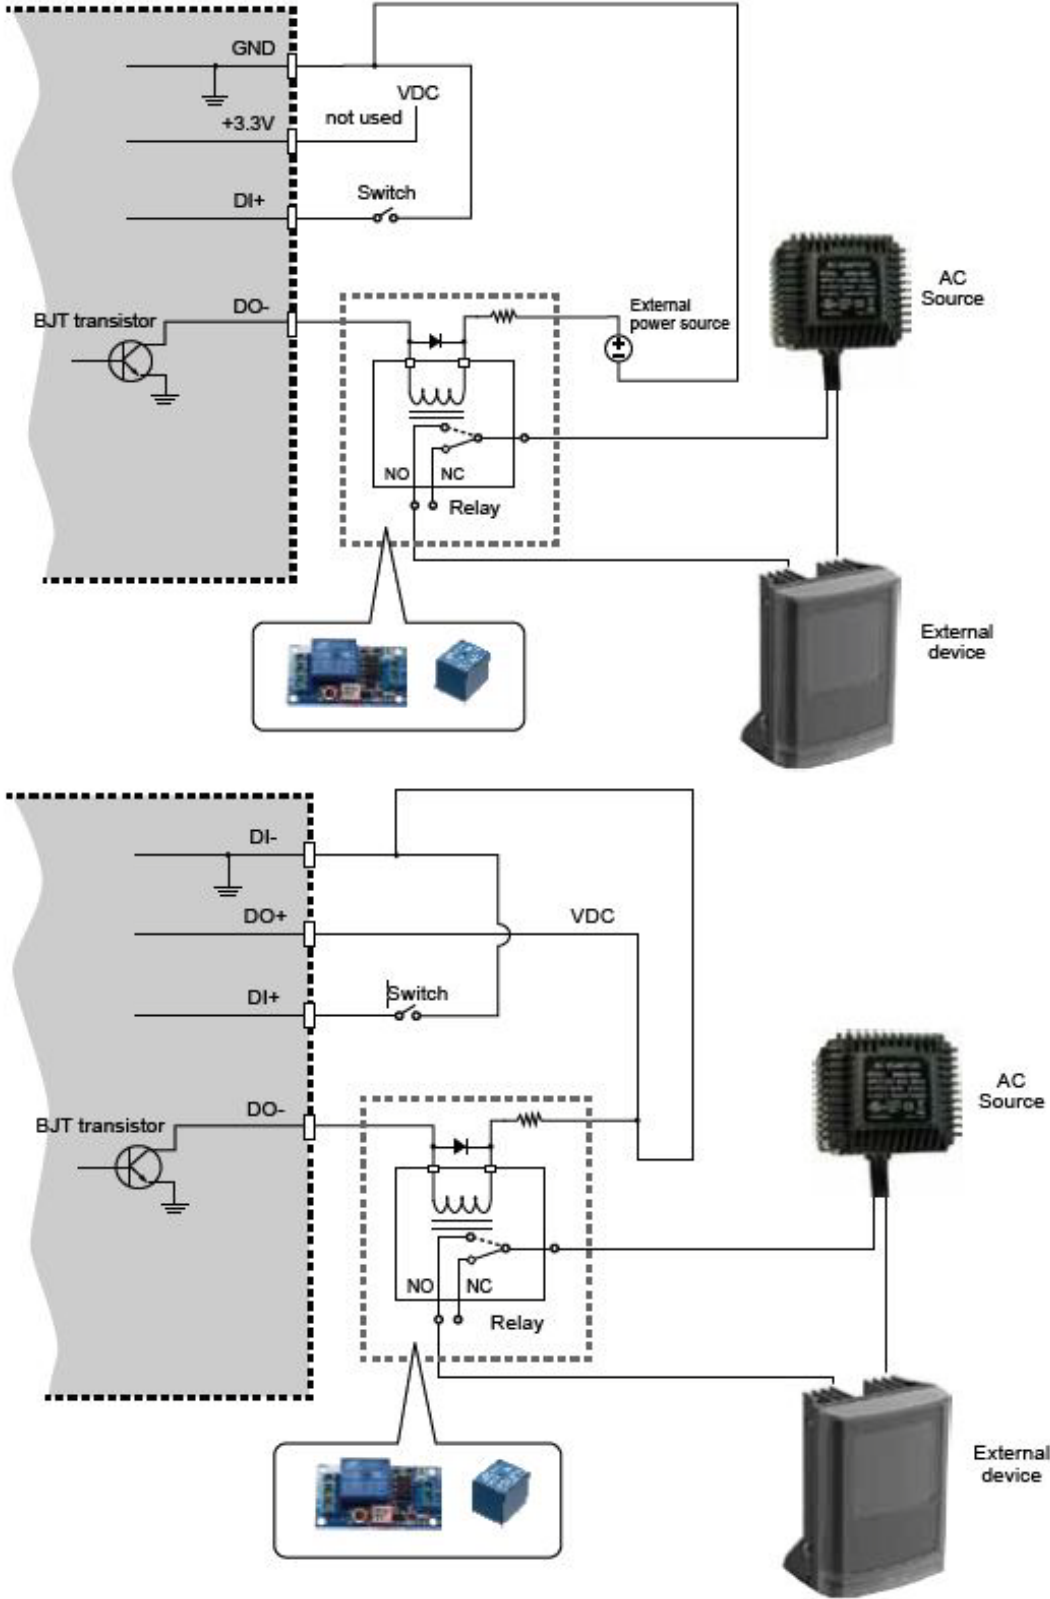 GND
VDC
not used
+3.3V
Switch
DI+
AC
Source
External
power source
DO-
BJT transistor
NO
NC
Relay
External
device
DI-
DO+
VDC
DI+
Switch
AC
Source
DO-
BJT transistor
NO
NC
Relay
External
device